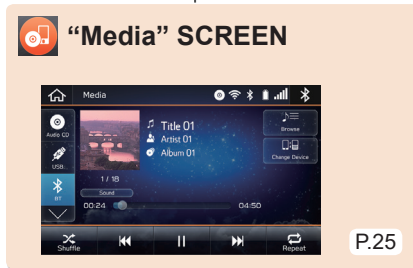 “Media” SCREEN
Media
Audio CD
USB
BT
Title 01
Artist 01
Album 01
Browse
Change Device
1 / 18
Sound
00:24
04:50
Shuffle
Repeat
P.25